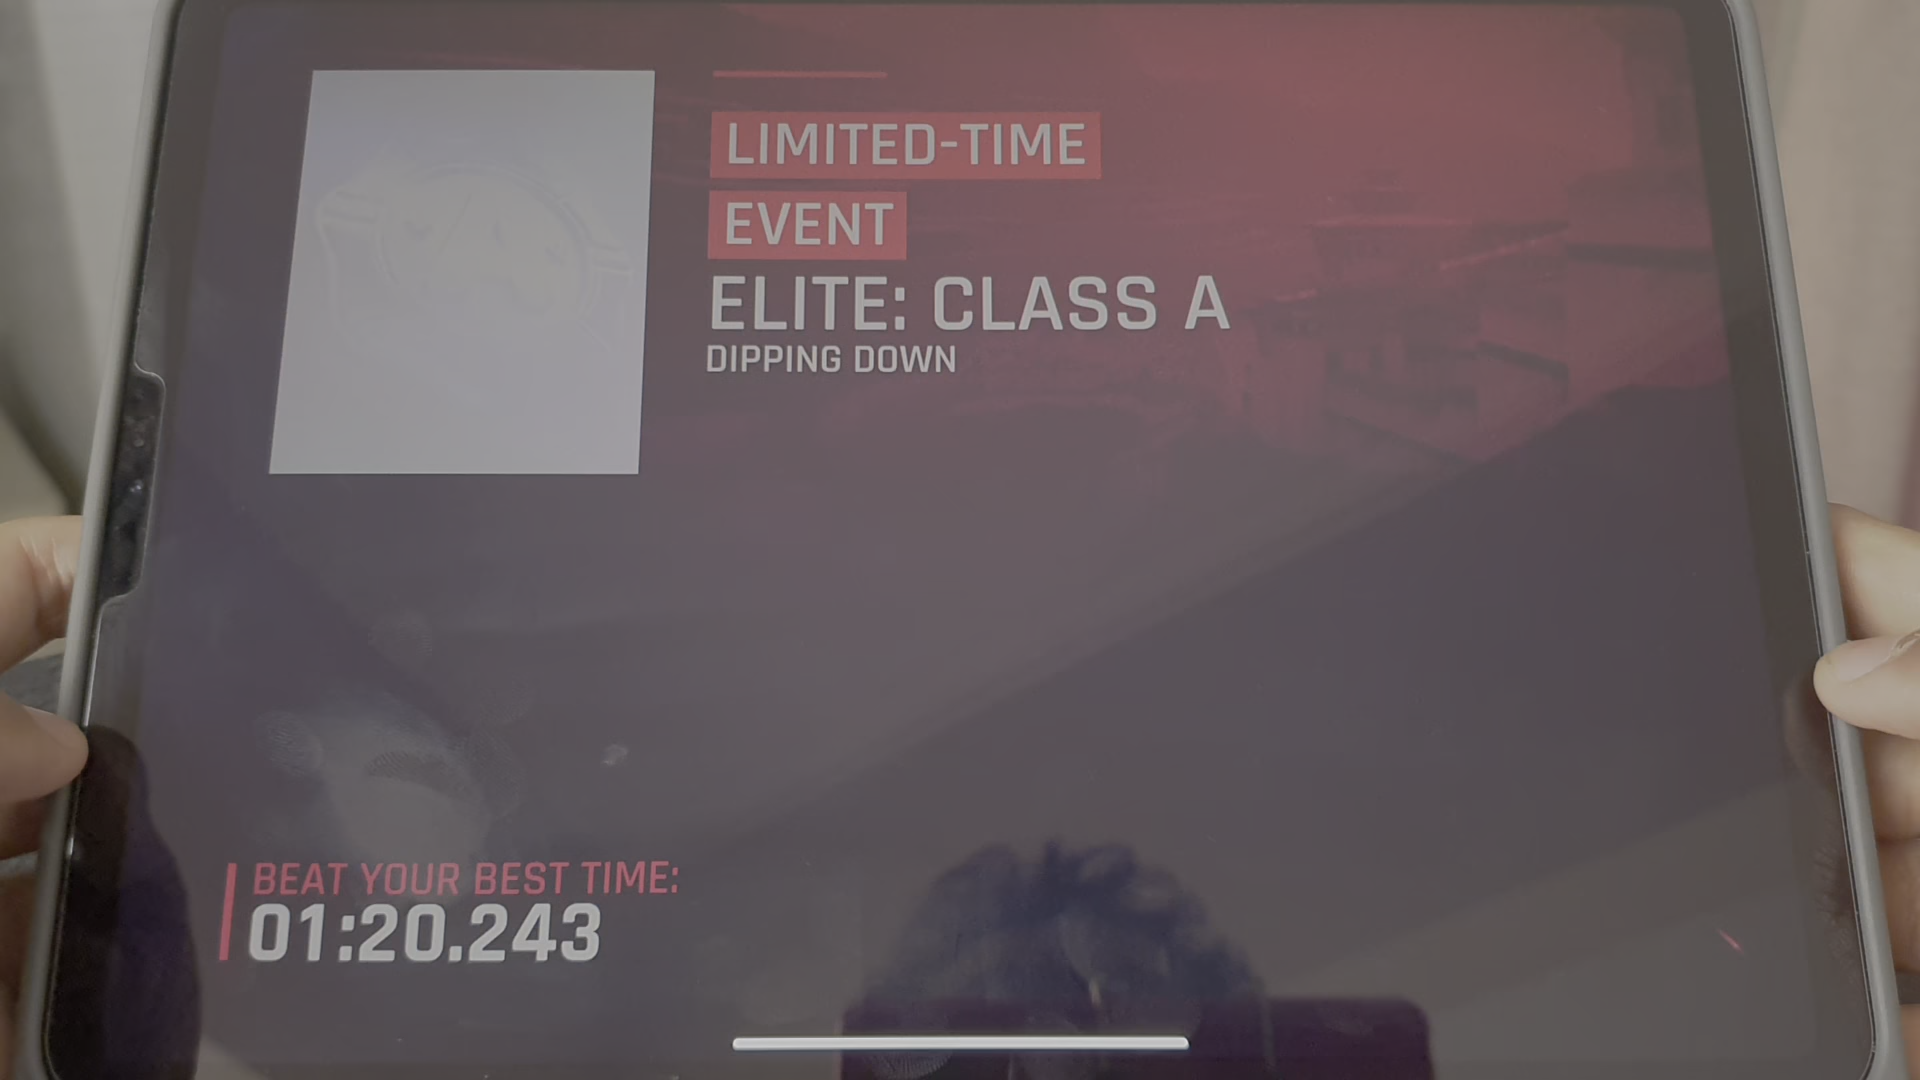 LIMITED-TIME
EVENT
ELITE: CLASS A
DIPPING DOWN
BEAT YOUR BEST TIME:
01:20.243